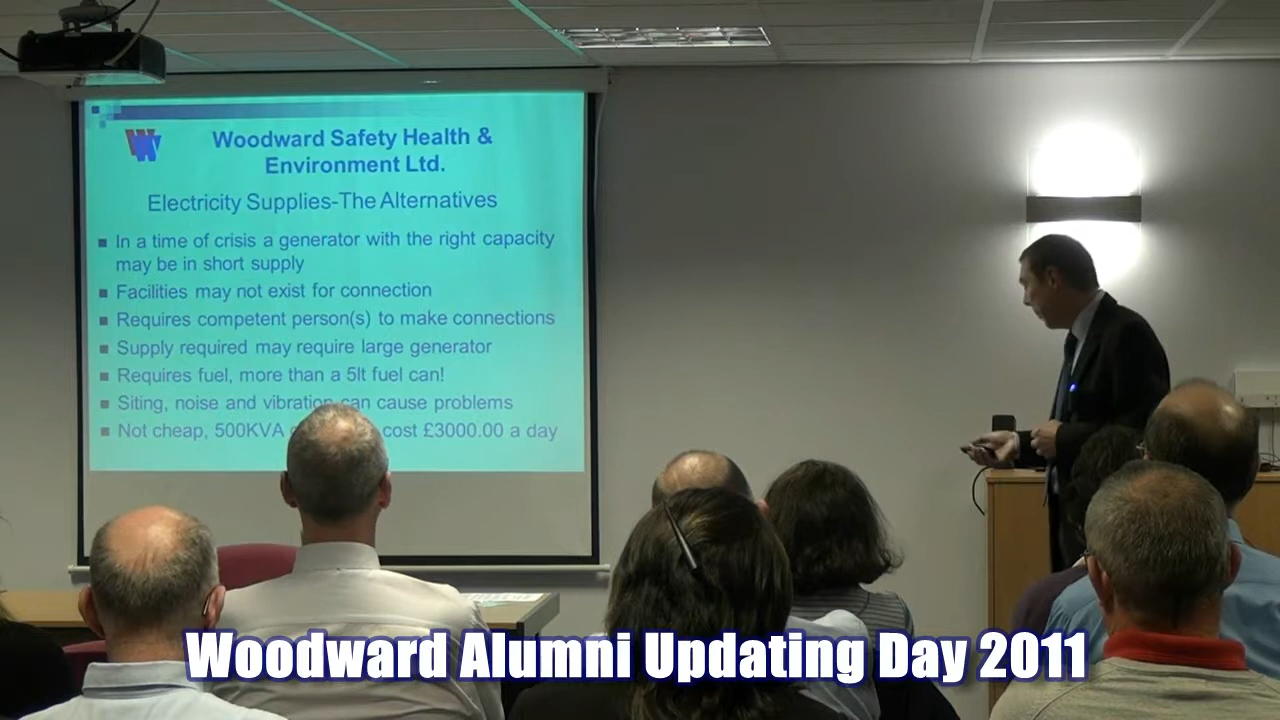 Woodward Safety Health &
Environment Ltd.
Electricity Supplies-The Alternatives
In a time of crisis a generator with the right capacity
may be in short supply
Facilities may not exist for connection
Requires competent person(s) to make connections
Supply required may require large generator
Requires fuel, more than a 5lt fuel can!
Siting, noise and vibration can cause problems
Not cheap, 500KVA cost £3000.00 a day
Woodward Alumni Updating Day 2011